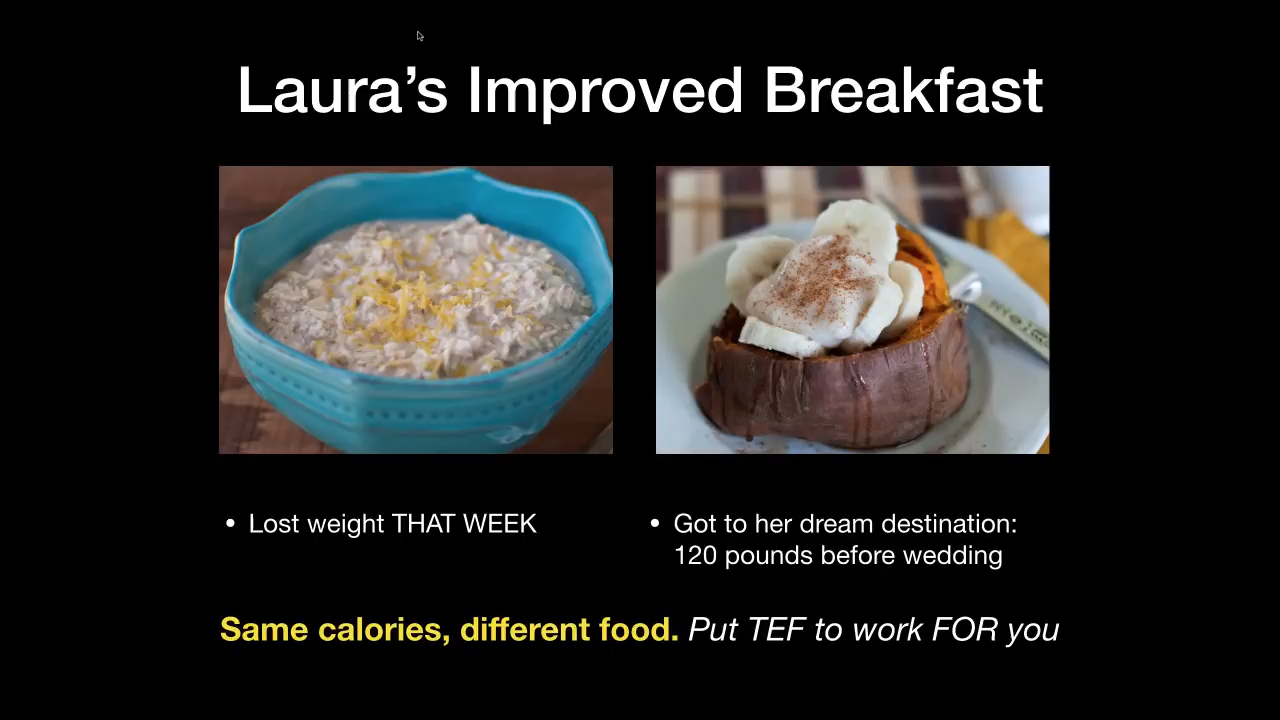 Laura’s Improved Breakfast
• Lost weight THAT WEEK
• Got to her dream destination:
120 pounds before wedding
Same calories, different food. Put TEF to work FOR you